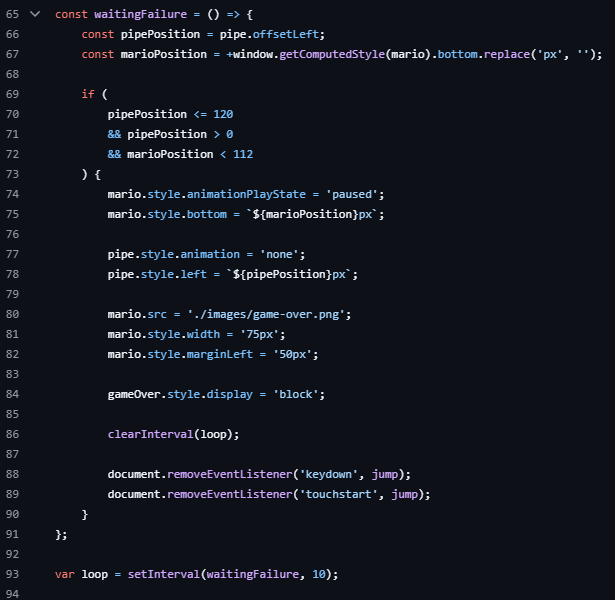 65 const waitingFailure = () => {
66 const pipePosition = pipe.offsetLeft;
67 const marioPosition = +window.getComputedStyle(mario).bottom.replace('px', '');
68
69 if (
70 pipePosition <= 120
71 && pipePosition > 0
72 && marioPosition < 112
73 ) {
74 mario.style.animationPlayState = 'paused';
75 mario.style.bottom = `${marioPosition}px`;
76
77 pipe.style.animation = 'none';
78 pipe.style.left = `${pipePosition}px`;
79
80 mario.src = './images/game-over.png';
81 mario.style.width = '75px';
82 mario.style.marginLeft = '50px';
83
84 gameOver.style.display = 'block';
85
86 clearInterval(loop);
87
88 document.removeEventListener('keydown', jump);
89 document.removeEventListener('touchstart', jump);
90 }
91 };
92
93 var loop = setInterval(waitingFailure, 10);
94